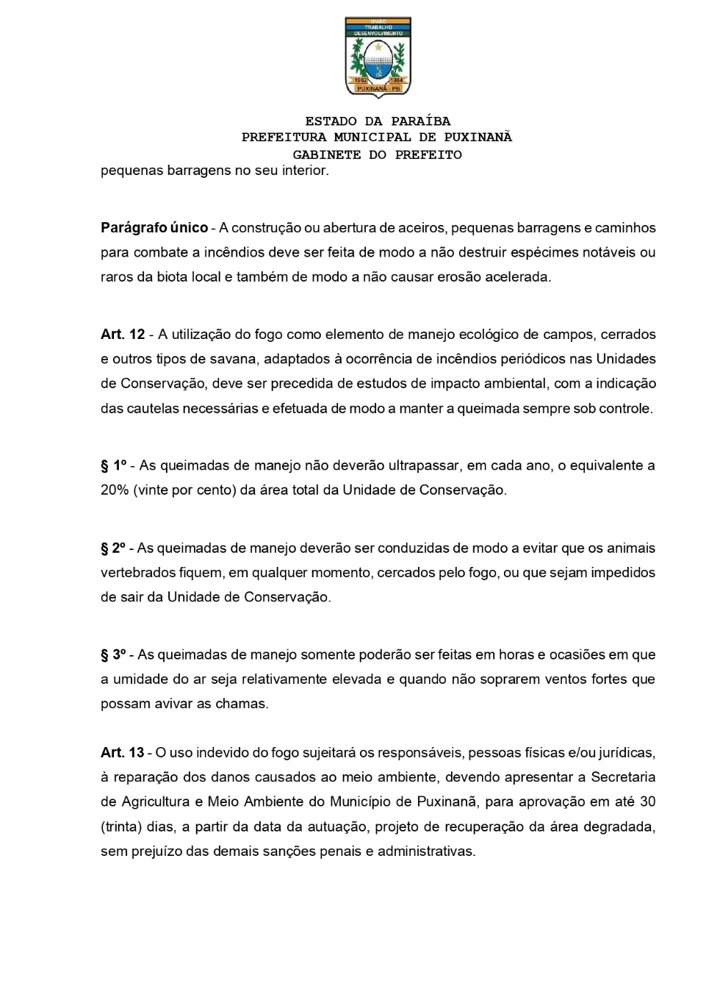 UNIÃO
TRABALHO
DESENVOLVIMENTO
1962 1984
PUXINANÃ - PB
ESTADO DA PARAÍBA
PREFEITURA MUNICIPAL DE PUXINANÃ
GABINETE DO PREFEITO
pequenas barragens no seu interior.
Parágrafo único - A construção ou abertura de aceiros, pequenas barragens e caminhos
para combate a incêndios deve ser feita de modo a não destruir espécimes notáveis ou
raros da biota local e também de modo a não causar erosão acelerada.
Art. 12 - A utilização do fogo como elemento de manejo ecológico de campos, cerrados
e outros tipos de savana, adaptados à ocorrência de incêndios periódicos nas Unidades
de Conservação, deve ser precedida de estudos de impacto ambiental, com a indicação
das cautelas necessárias e efetuada de modo a manter a queimada sempre sob controle.
§ 1º - As queimadas de manejo não deverão ultrapassar, em cada ano, o equivalente a
20% (vinte por cento) da área total da Unidade de Conservação.
§ 2º - As queimadas de manejo deverão ser conduzidas de modo a evitar que os animais
vertebrados fiquem, em qualquer momento, cercados pelo fogo, ou que sejam impedidos
de sair da Unidade de Conservação.
§ 3º - As queimadas de manejo somente poderão ser feitas em horas e ocasiões em que
a umidade do ar seja relativamente elevada e quando não soprarem ventos fortes que
possam avivar as chamas.
Art. 13 - O uso indevido do fogo sujeitará os responsáveis, pessoas físicas e/ou jurídicas,
à reparação dos danos causados ao meio ambiente, devendo apresentar a Secretaria
de Agricultura e Meio Ambiente do Município de Puxinanã, para aprovação em até 30
(trinta) dias, a partir da data da autuação, projeto de recuperação da área degradada,
sem prejuízo das demais sanções penais e administrativas.